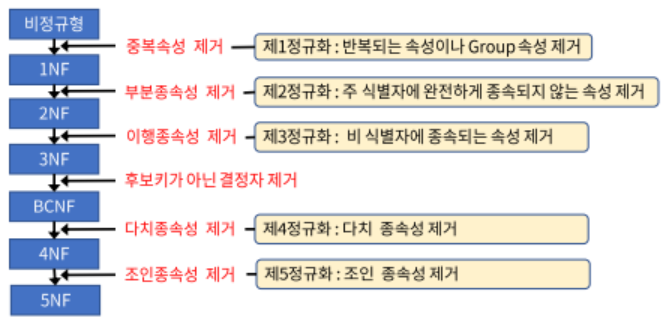 비정규형
중복속성 제거
제1정규화 : 반복되는 속성이나 Group 속성 제거
1NF
부분종속성 제거
제2정규화 : 주 식별자에 완전하게 종속되지 않는 속성 제거
2NF
이행종속성 제거
제3정규화 : 비 식별자에 종속되는 속성 제거
3NF
후보키가 아닌 결정자 제거
BCNF
다치종속성 제거
제4정규화 : 다치 종속성 제거
4NF
조인종속성 제거
제5정규화 : 조인 종속성 제거
5NF